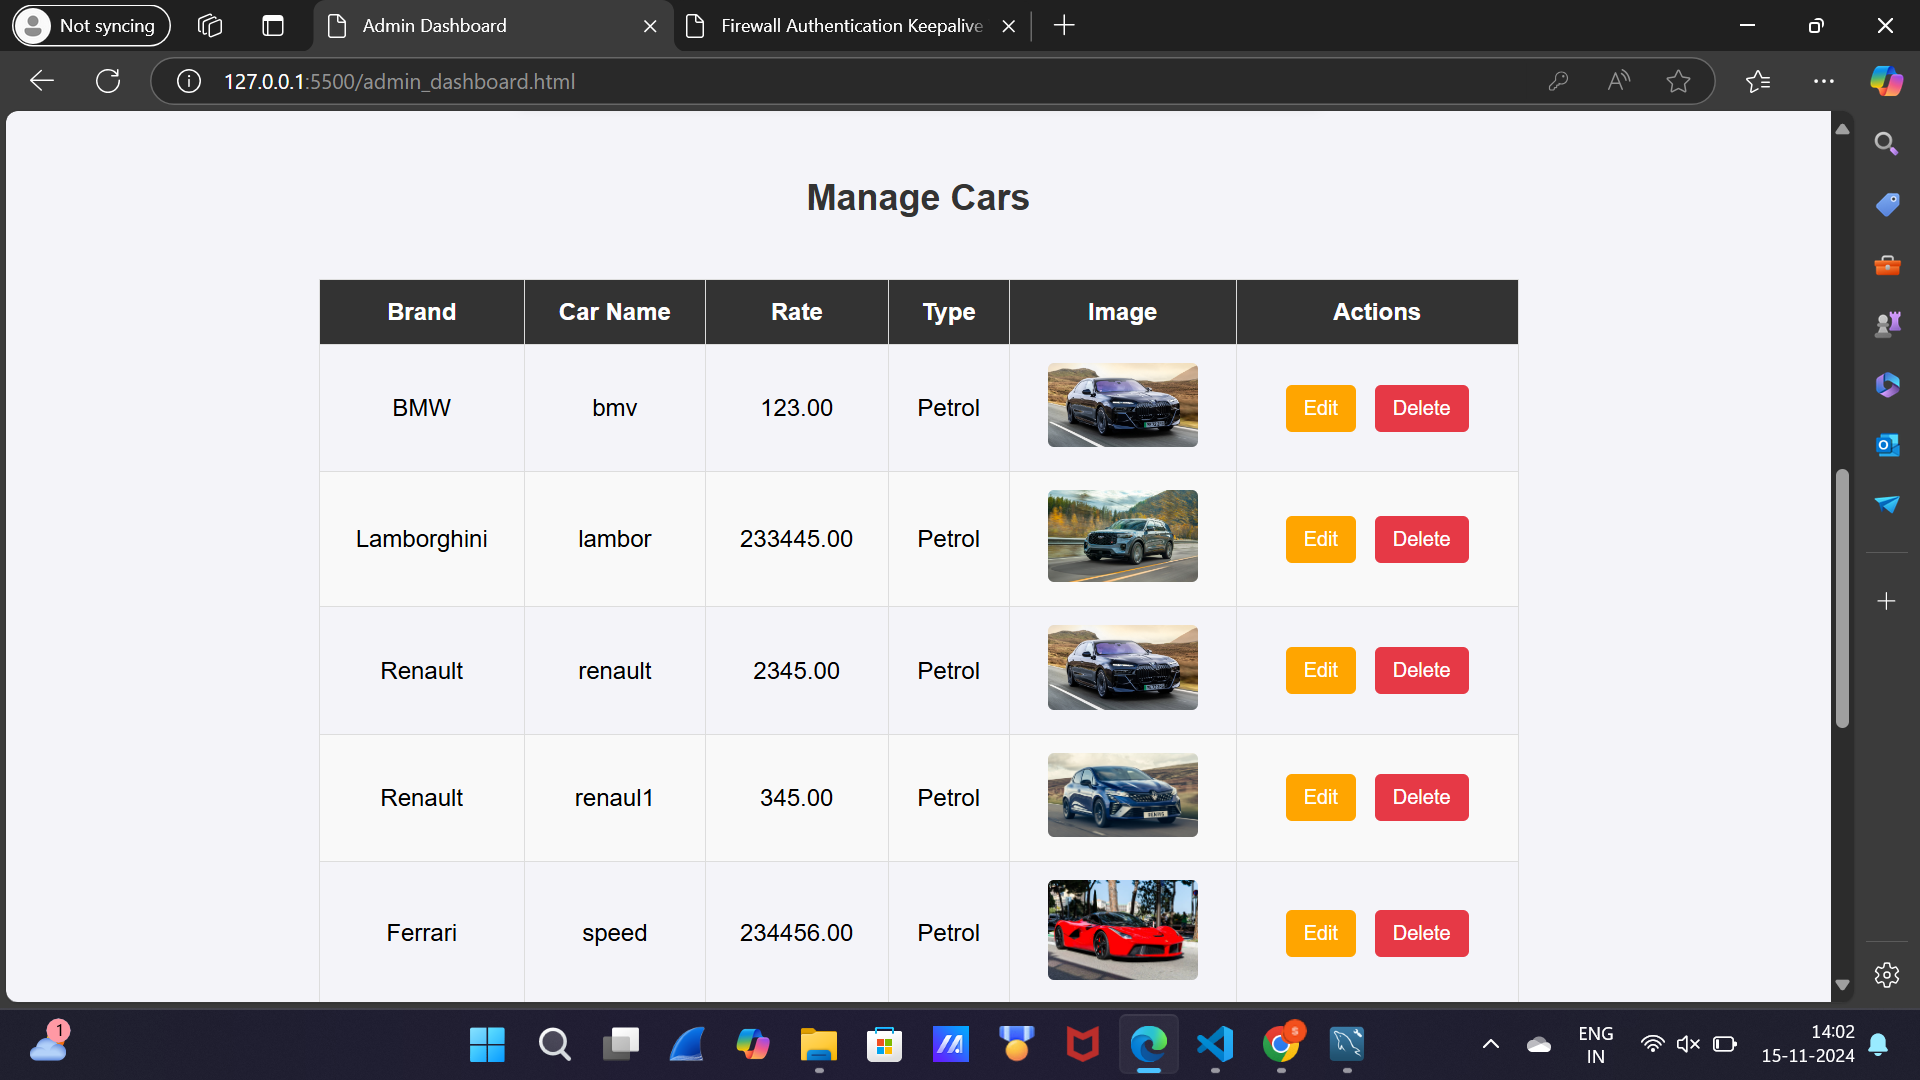 Not syncing
Admin Dashboard
Firewall Authentication Keepalive
127.0.0.1:5500/admin_dashboard.html
Manage Cars
Brand Car Name Rate Type Image Actions
BMW bmv 123.00 Petrol Edit Delete
Lamborghini lambor 233445.00 Petrol Edit Delete
Renault renault 2345.00 Petrol Edit Delete
Renault renaul1 345.00 Petrol Edit Delete
Ferrari speed 234456.00 Petrol Edit Delete
1
ENG
IN
14:02
15-11-2024